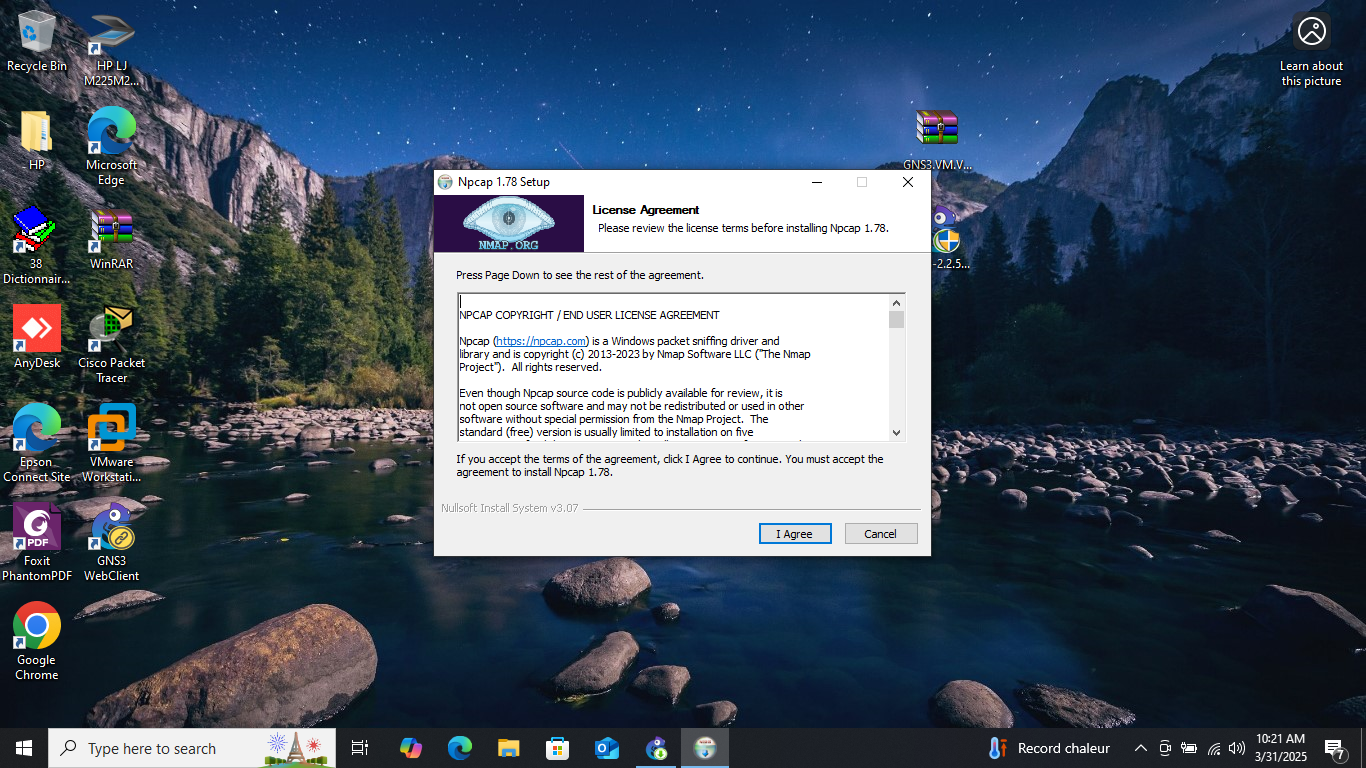 Recycle Bin
HP LJ
M225M2...
- HP
Microsoft
Edge
38
Dictionnair...
WinRAR
AnyDesk
Cisco Packet
Tracer
Epson
Connect Site
VMware
Workstati...
PDF
Foxit
PhantomPDF
GNS3
WebClient
Google
Chrome
Learn about
this picture
GNS3.VM.V...
-2.2.5...
Npcap 1.78 Setup
NMAP.ORG
License Agreement
Please review the license terms before installing Npcap 1.78.
Press Page Down to see the rest of the agreement.
NPCAP COPYRIGHT / END USER LICENSE AGREEMENT
Npcap (https://npcap.com) is a Windows packet sniffing driver and
library and is copyright (c) 2013-2023 by Nmap Software LLC ("The Nmap
Project").  All rights reserved.
Even though Npcap source code is publicly available for review, it is
not open source software and may not be redistributed or used in other
software without special permission from the Nmap Project.  The
standard (free) version is usually limited to installation on five
If you accept the terms of the agreement, click I Agree to continue. You must accept the
agreement to install Npcap 1.78.
Nullsoft Install System v3.07
I Agree
Cancel
Type here to search
Record chaleur
10:21 AM
3/31/2025
7